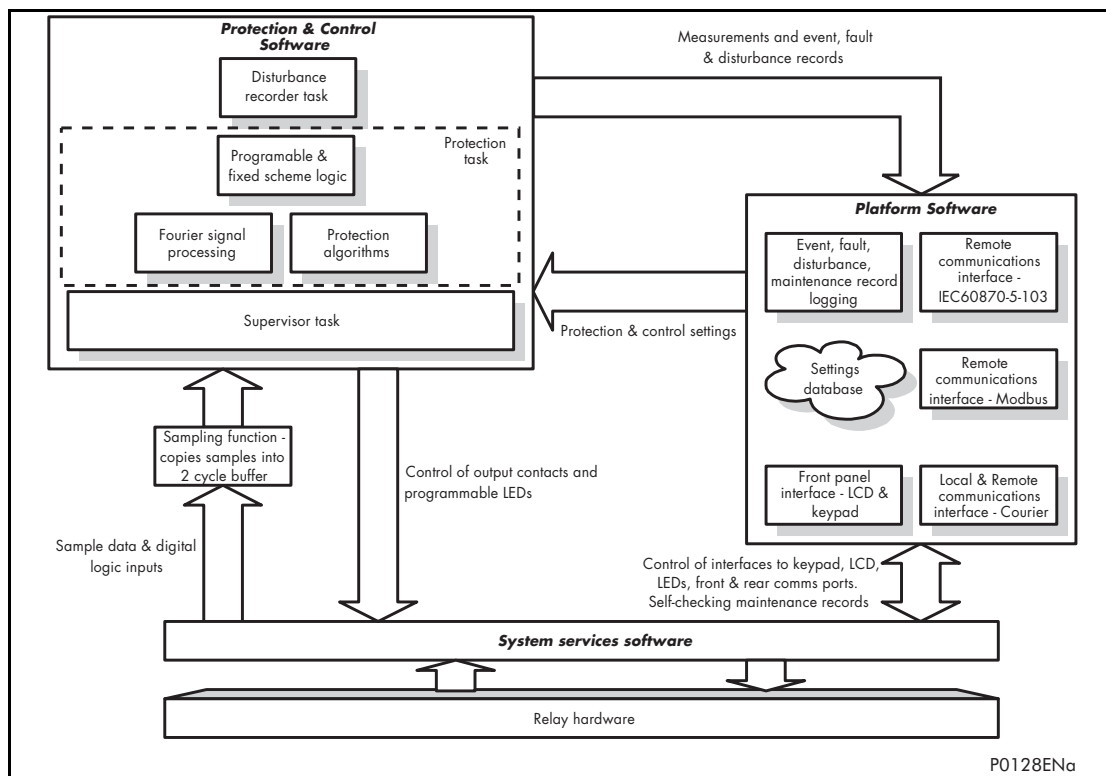 Protection & Control
Software
Disturbance
recorder task
Protection
task
Programable &
fixed scheme logic
Fourier signal
processing
Protection
algorithms
Supervisor task
Measurements and event, fault
& disturbance records
Platform Software
Event, fault,
disturbance,
maintenance record
logging
Remote
communications
interface -
IEC60870-5-103
Protection & control settings
Settings
database
Remote
communications
interface - Modbus
Front panel
interface - LCD &
keypad
Local & Remote
communications
interface - Courier
Sampling function -
copies samples into
2 cycle buffer
Control of output contacts and
programmable LEDs
Sample data & digital
logic inputs
Control of interfaces to keypad, LCD,
LEDs, front & rear comms ports.
Self-checking maintenance records
System services software
Relay hardware
P0128ENa